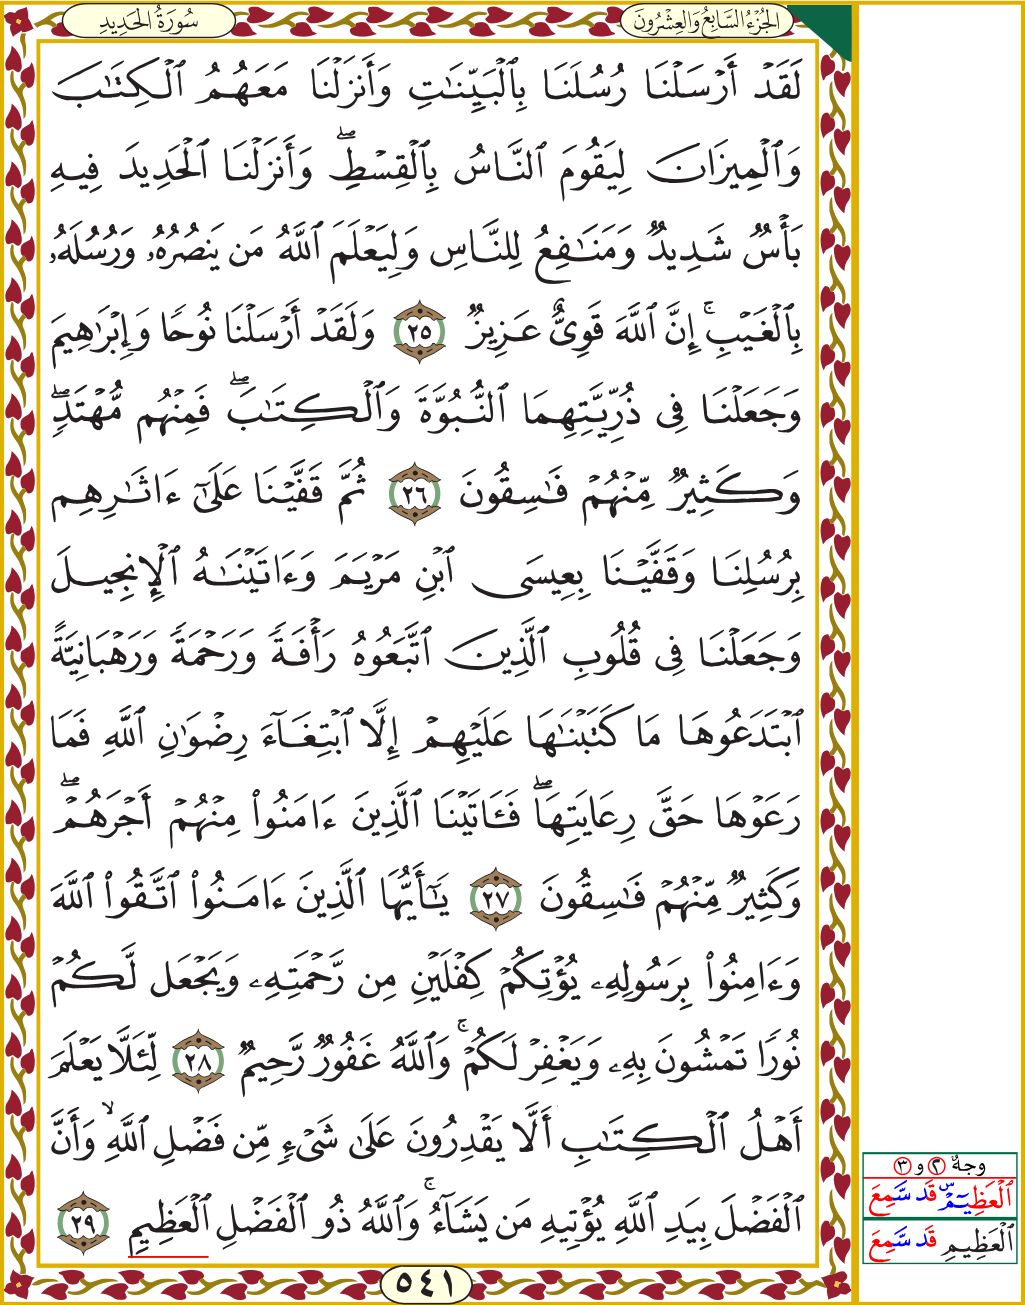 سُورَةُ الحَدِيدِ
الجُزْءُ السَّابِعُ وَالعِشْرُونَ
لَقَدۡ أَرۡسَلۡنَا رُسُلَنَا بِٱلۡبَيِّنَٰتِ وَأَنزَلۡنَا مَعَهُمُ ٱلۡكِتَٰبَ
وَٱلۡمِيزَانَ لِيَقُومَ ٱلنَّاسُ بِٱلۡقِسۡطِۖ وَأَنزَلۡنَا ٱلۡحَدِيدَ فِيهِ
بَأۡسٞ شَدِيدٞ وَمَنَٰفِعُ لِلنَّاسِ وَلِيَعۡلَمَ ٱللَّهُ مَن يَنصُرُهُۥ وَرُسُلَهُۥ
بِٱلۡغَيۡبِۚ إِنَّ ٱللَّهَ قَوِيٌّ عَزِيزٞ ٢٥ وَلَقَدۡ أَرۡسَلۡنَا نُوحٗا وَإِبۡرَٰهِيمَ
وَجَعَلۡنَا فِي ذُرِّيَّتِهِمَا ٱلنُّبُوَّةَ وَٱلۡكِتَٰبَۖ فَمِنۡهُم مُّهۡتَدٖۖ
وَكَثِيرٞ مِّنۡهُمۡ فَٰسِقُونَ ٢٦ ثُمَّ قَفَّيۡنَا عَلَىٰٓ ءَاثَٰرِهِم
بِرُسُلِنَا وَقَفَّيۡنَا بِعِيسَى ٱبۡنِ مَرۡيَمَ وَءَاتَيۡنَٰهُ ٱلۡإِنجِيلَ
وَجَعَلۡنَا فِي قُلُوبِ ٱلَّذِينَ ٱتَّبَعُوهُ رَأۡفَةٗ وَرَحۡمَةٗ وَرَهۡبَانِيَّةً
ٱبۡتَدَعُوهَا مَا كَتَبۡنَٰهَا عَلَيۡهِمۡ إِلَّا ٱبۡتِغَآءَ رِضۡوَٰنِ ٱللَّهِ فَمَا
رَعَوۡهَا حَقَّ رِعَايَتِهَاۖ فَـَٔاتَيۡنَا ٱلَّذِينَ ءَامَنُواْ مِنۡهُمۡ أَجۡرَهُمۡۖ
وَكَثِيرٞ مِّنۡهُمۡ فَٰسِقُونَ ٢٧ يَٰٓأَيُّهَا ٱلَّذِينَ ءَامَنُواْ ٱتَّقُواْ ٱللَّهَ
وَءَامِنُواْ بِرَسُولِهِۦ يُؤۡتِكُمۡ كِفۡلَيۡنِ مِن رَّحۡمَتِهِۦ وَيَجۡعَل لَّكُمۡ
نُورٗا تَمۡشُونَ بِهِۦ وَيَغۡفِرۡ لَكُمۡۚ وَٱللَّهُ غَفُورٞ رَّحِيمٞ ٢٨ لِّئَلَّا يَعۡلَمَ
أَهۡلُ ٱلۡكِتَٰبِ أَلَّا يَقۡدِرُونَ عَلَىٰ شَيۡءٖ مِّن فَضۡلِ ٱللَّهِۙ وَأَنَّ
ٱلۡفَضۡلَ بِيَدِ ٱللَّهِ يُؤۡتِيهِ مَن يَشَآءُۚ وَٱللَّهُ ذُو ٱلۡفَضۡلِ ٱلۡعَظِيمِ ٢٩
٥٤١
وجهٌ ٢ و ٣
ٱلۡعَظِيمۡ س قَد سَّمِعَ
ٱلۡعَظِيمِ قَد سَّمِعَ